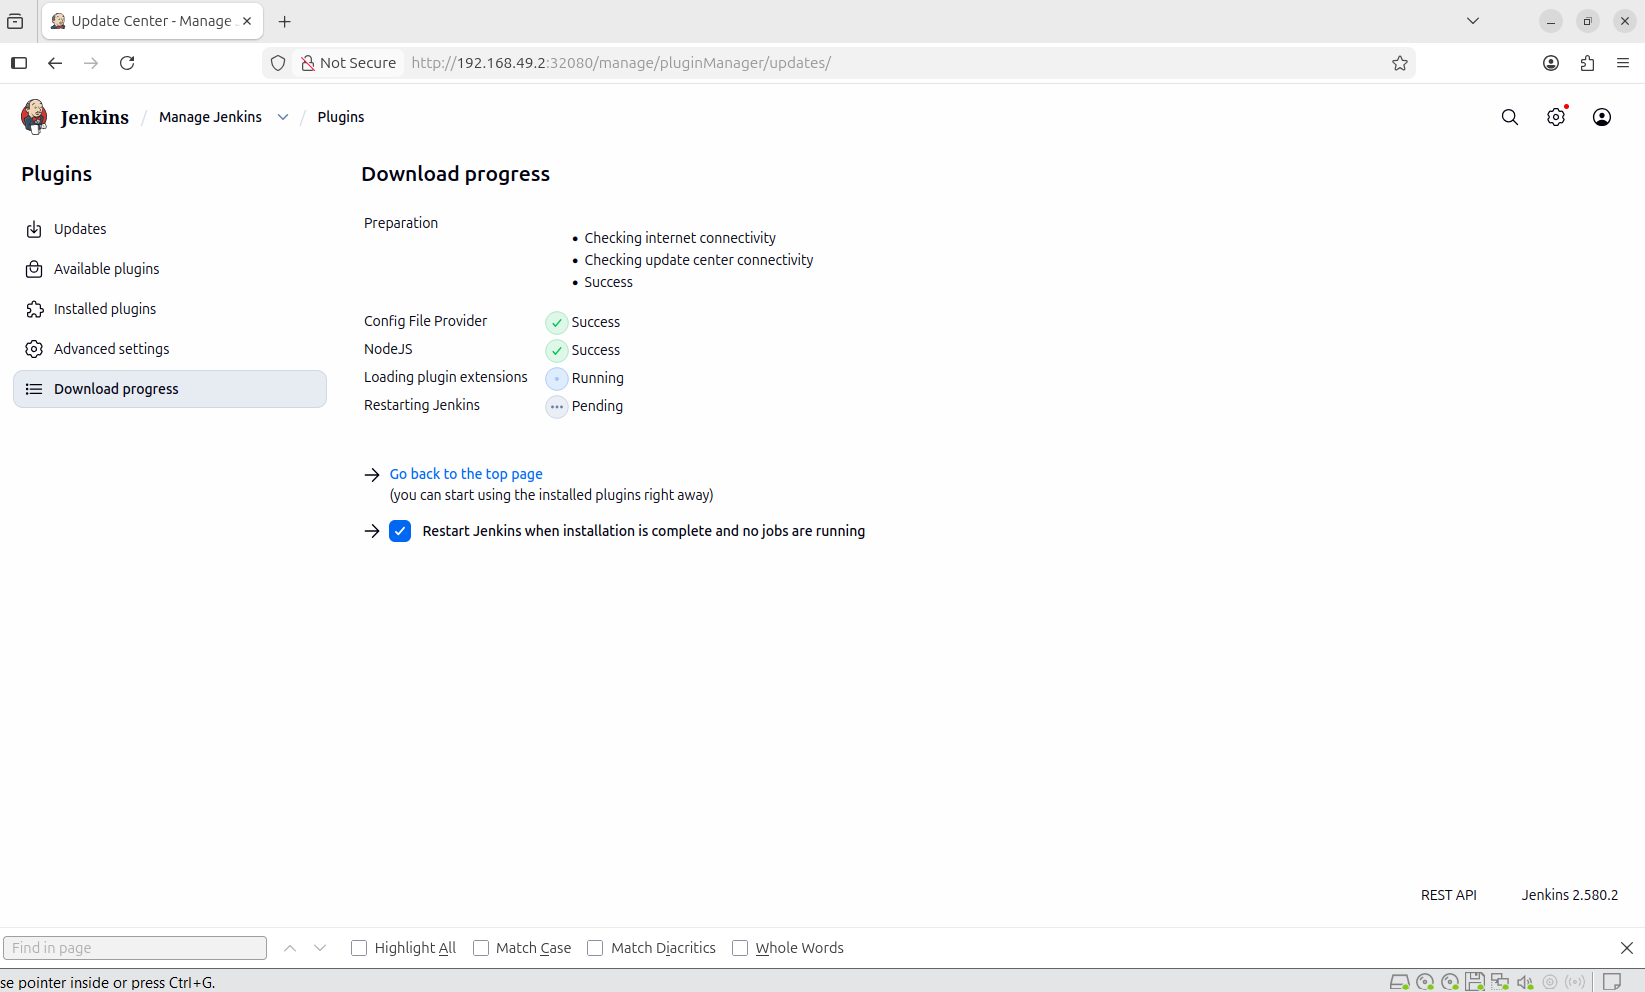 Update Center - Manage
Not Secure
http://192.168.49.2:32080/manage/pluginManager/updates/
Jenkins / Manage Jenkins / Plugins
Plugins
Updates
Available plugins
Installed plugins
Advanced settings
Download progress
Download progress
Preparation
Checking internet connectivity
Checking update center connectivity
Success
Config File Provider Success
NodeJS Success
Loading plugin extensions Running
Restarting Jenkins Pending
Go back to the top page
(you can start using the installed plugins right away)
Restart Jenkins when installation is complete and no jobs are running
REST API Jenkins 2.580.2
Find in page Highlight All Match Case Match Diacritics Whole Words
se pointer inside or press Ctrl+G.